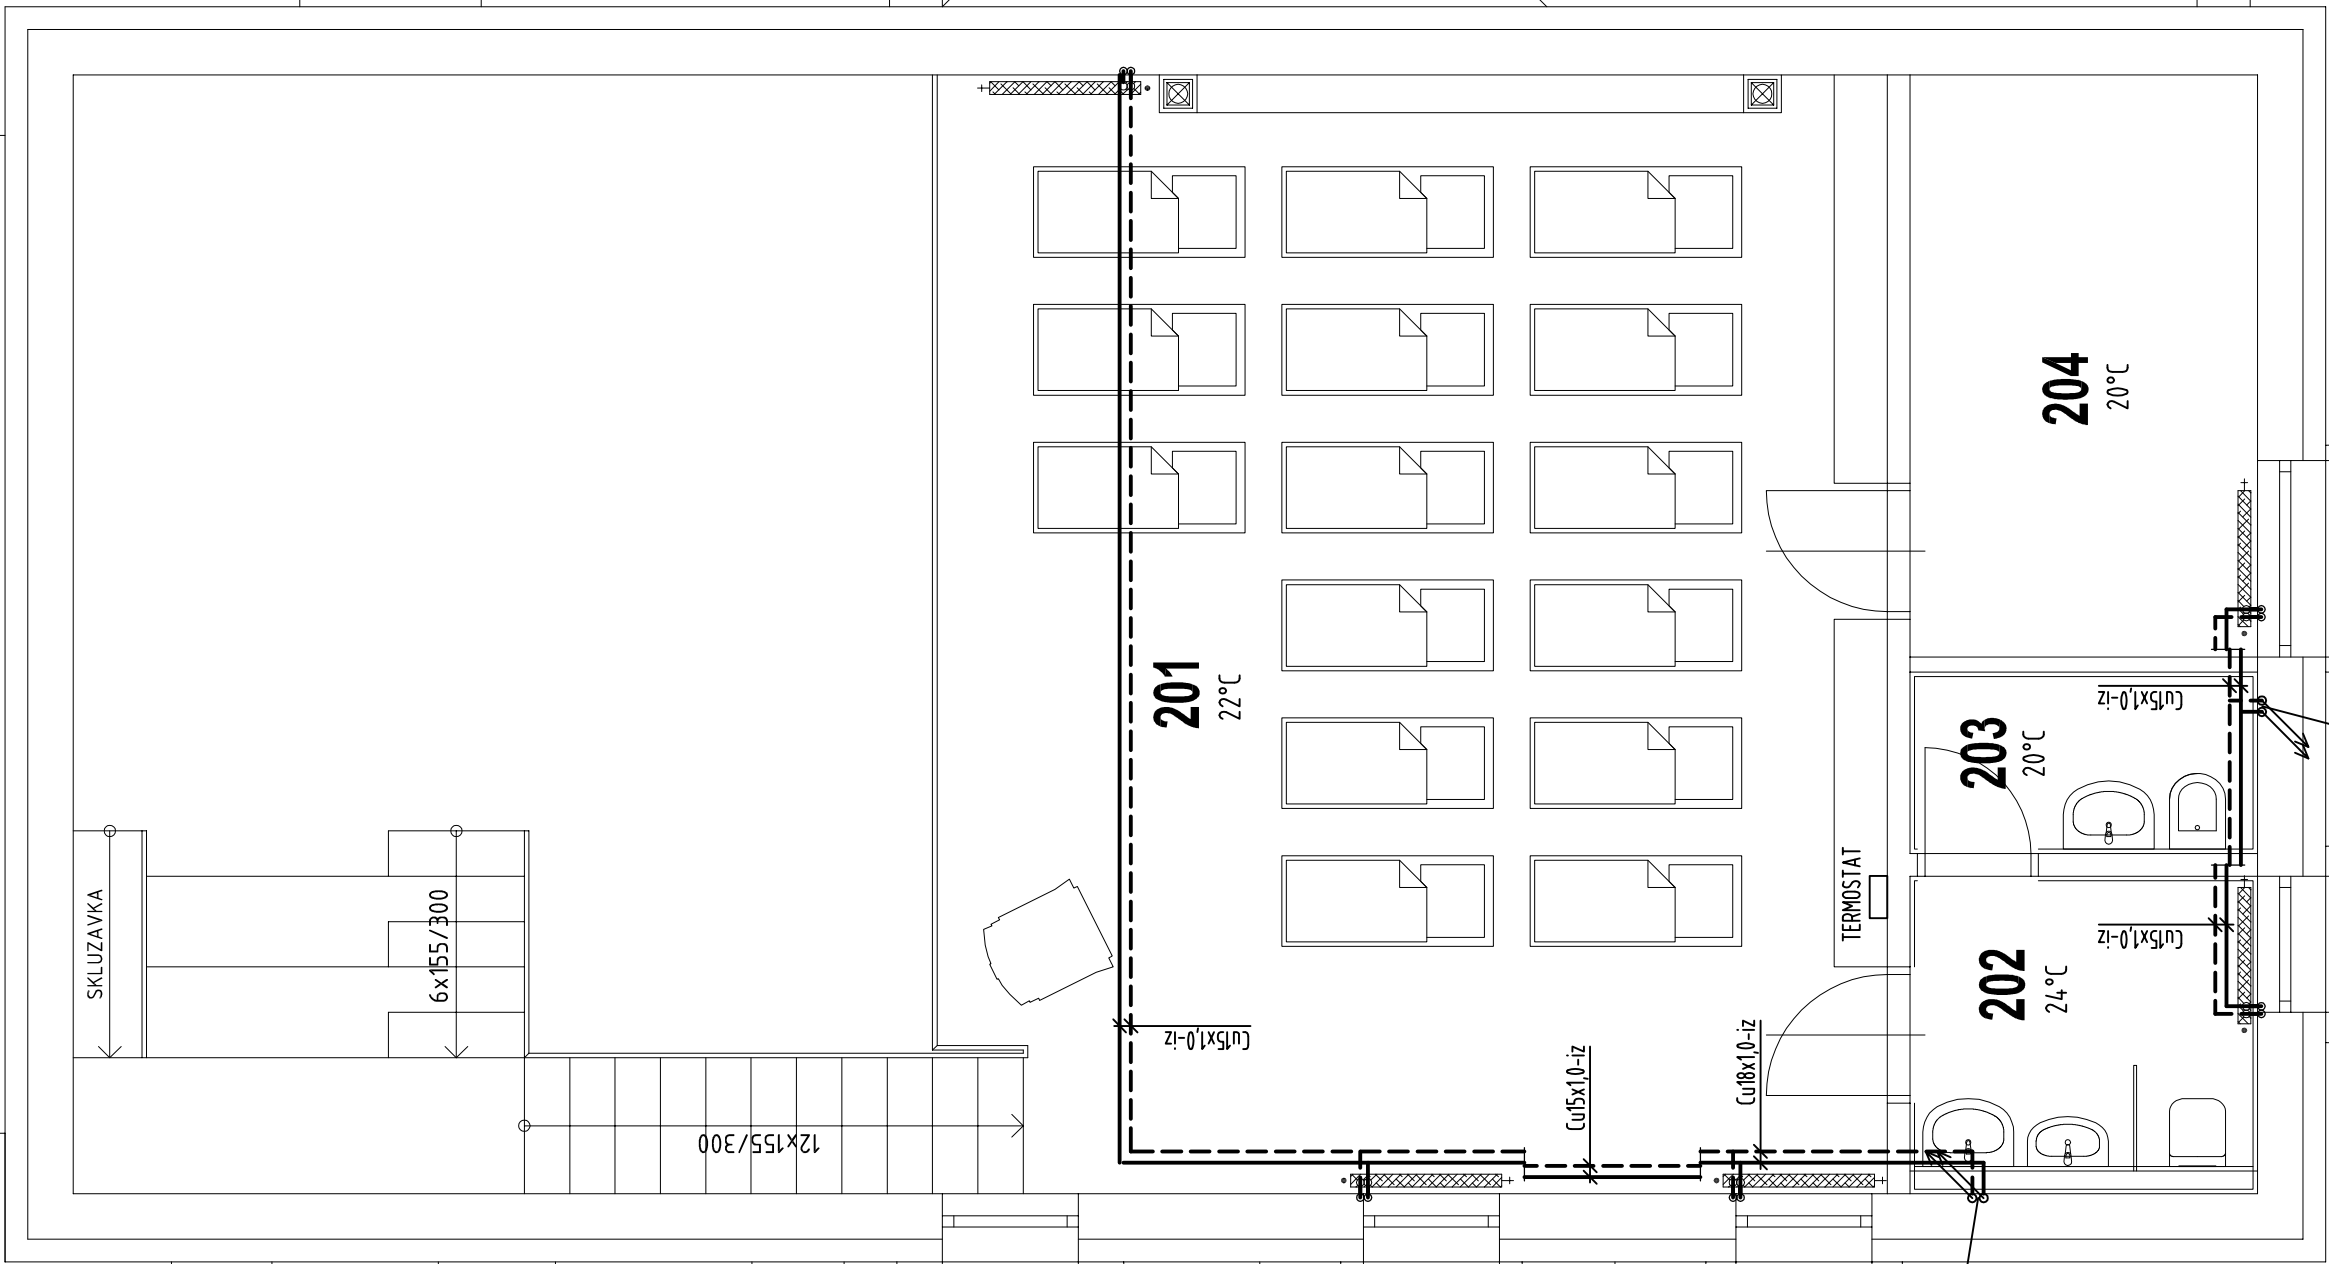 204
20°C
201
22°C
203
20°C
Cu15x1,0-iz
SKLUZAVKA
6x155/300
TERMOSTAT
Cu15x1,0-iz
202
24°C
Cu15x1,0-iz
Cu15x1,0-iz
Cu18x1,0-iz
12x155/300